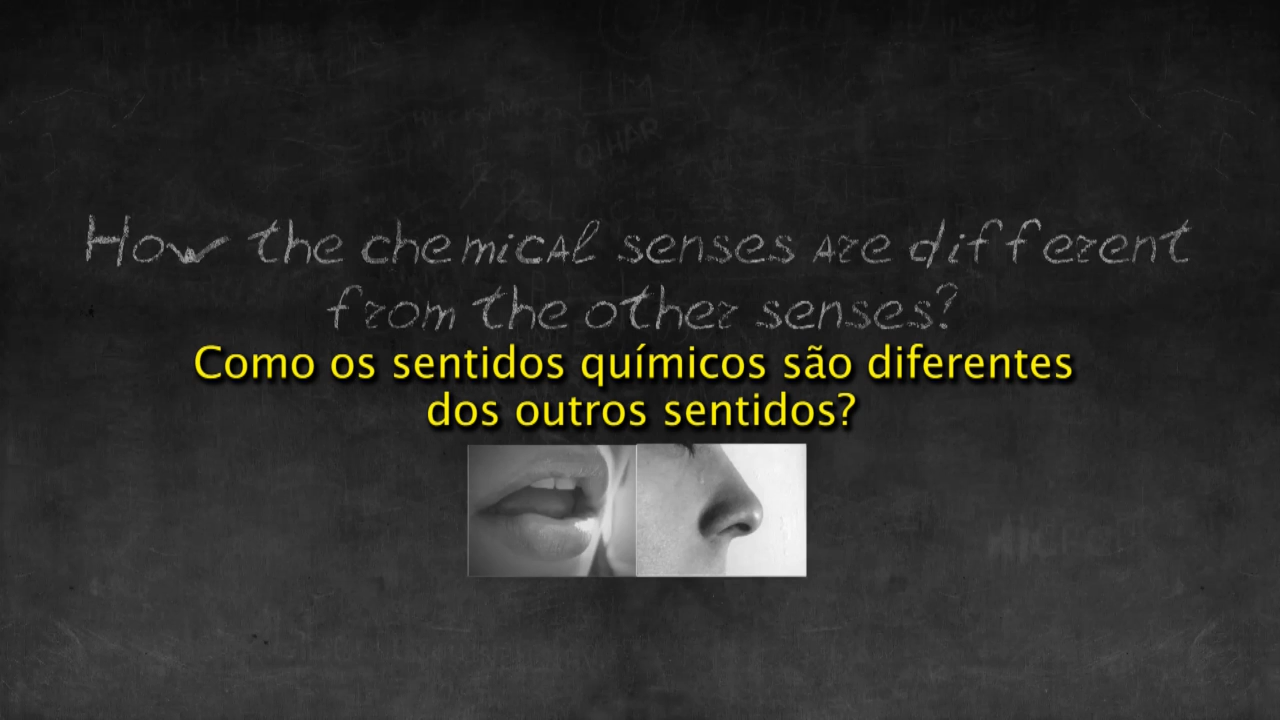 How the chemical senses are different
from the other senses?
Como os sentidos químicos são diferentes
dos outros sentidos?